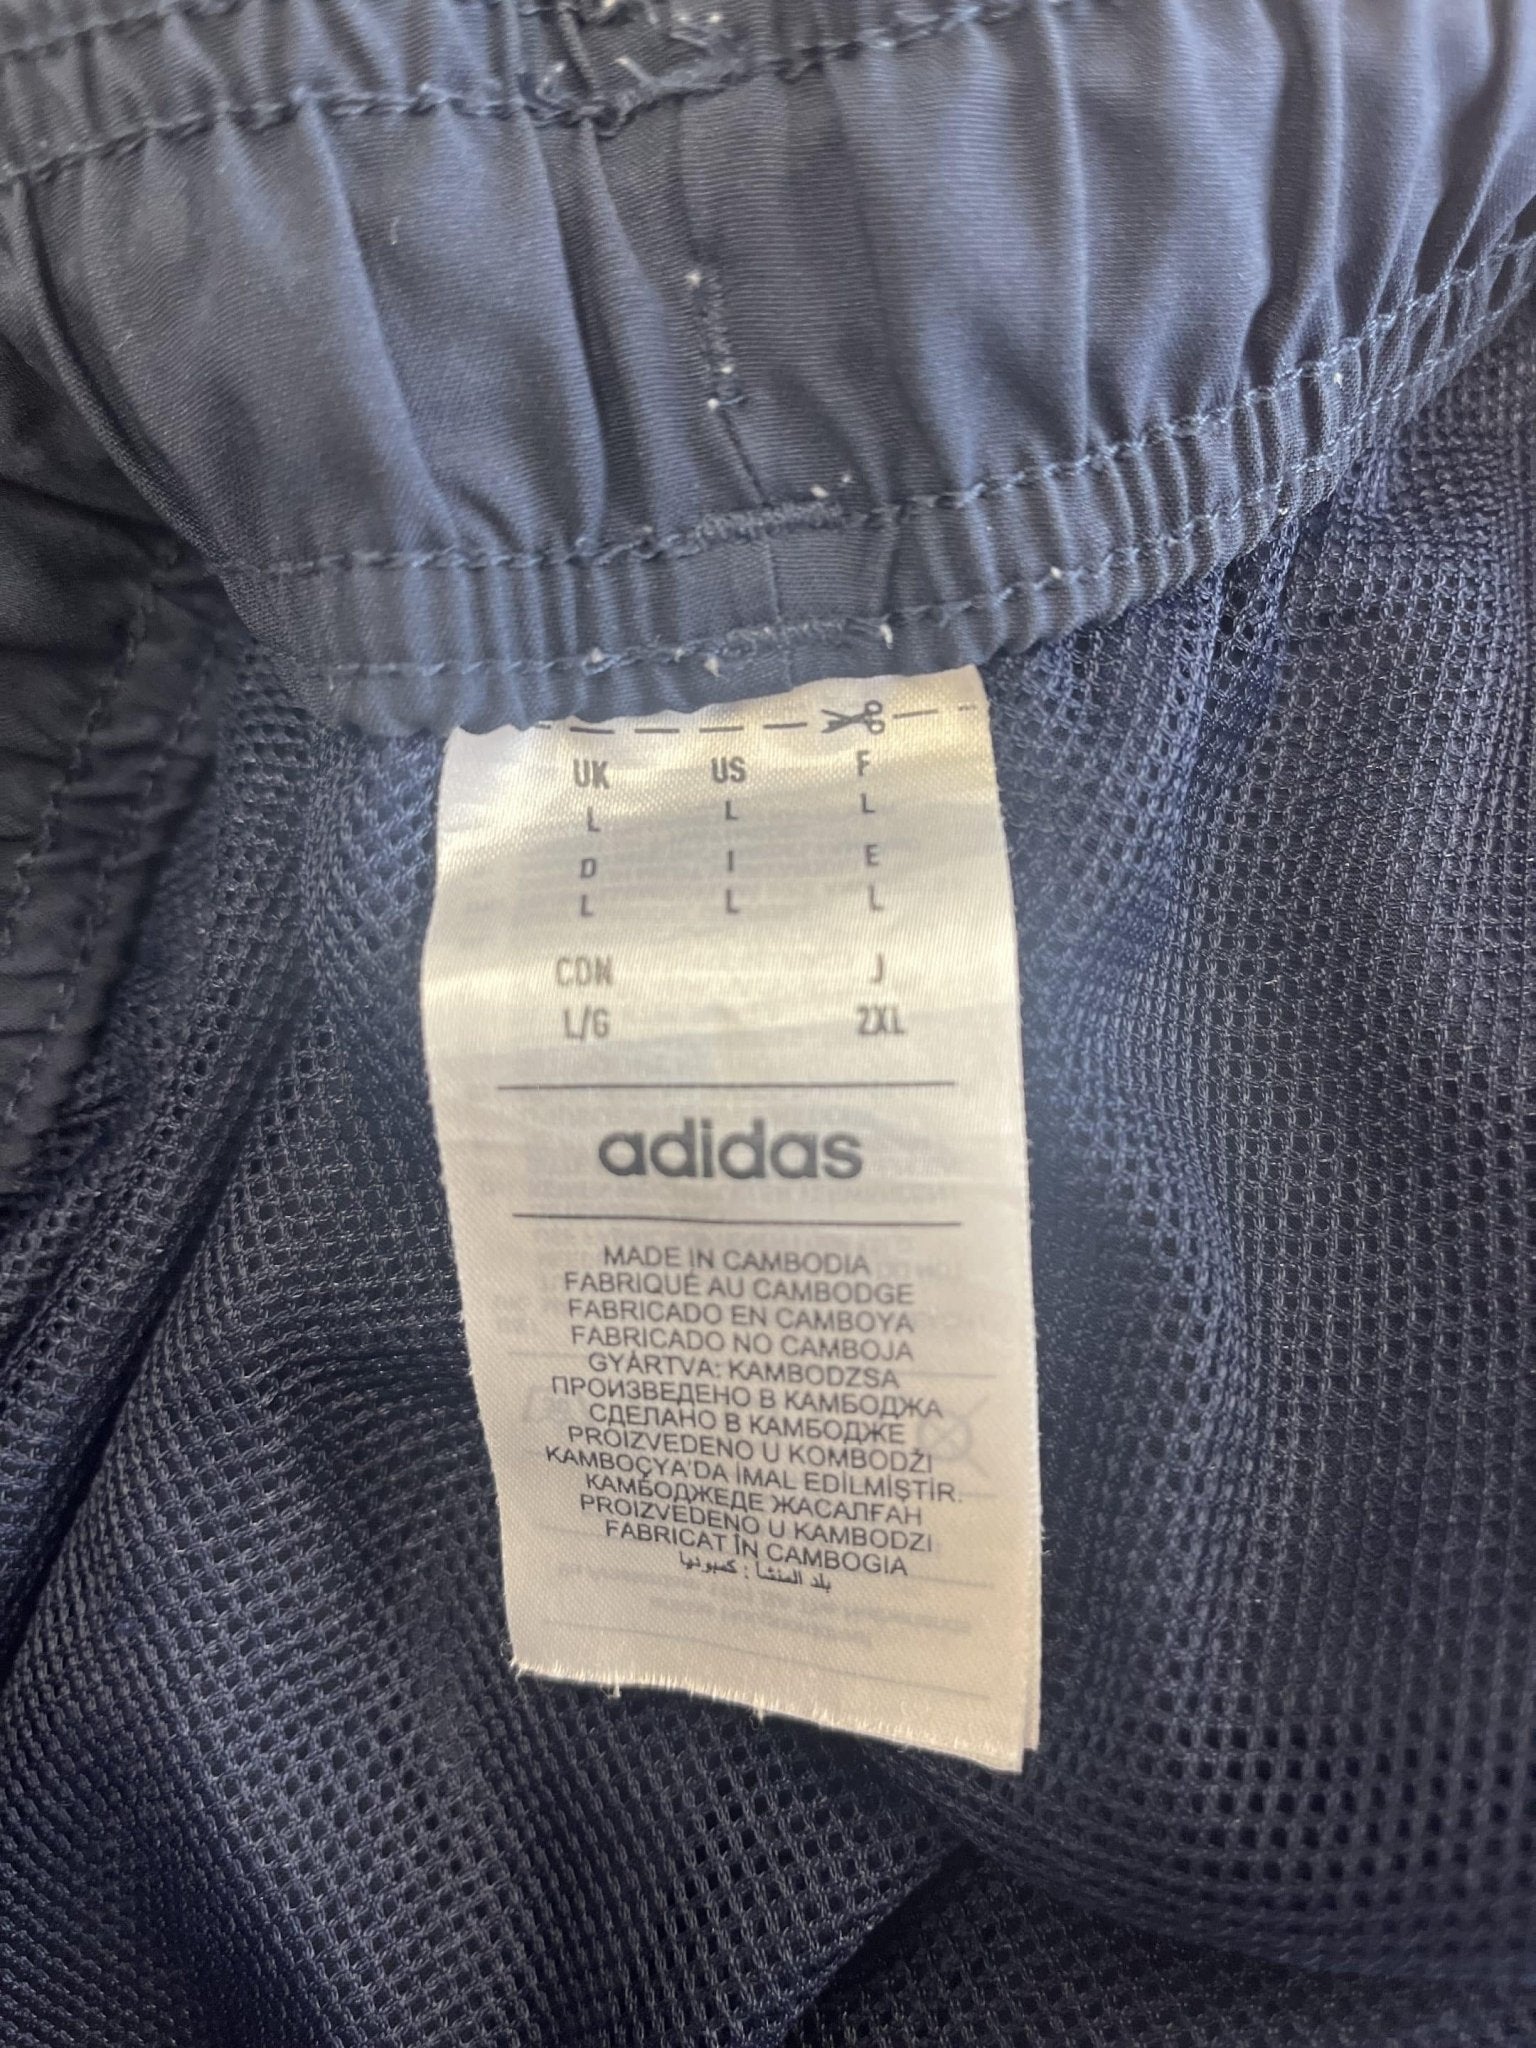 UK US F
L L L
D I E
L L L
CDN J
L/G 2XL
adidas
MADE IN CAMBODIA
FABRIQUÉ AU CAMBODGE
FABRICADO EN CAMBOYA
FABRICADO NO CAMBOJA
GYÁRTVA: KAMBODZSA
ПРОИЗВЕДЕНО В КАМБОДЖА
СДЕЛАНО В КАМБОДЖЕ
PROIZVEDENO U KOMBODŽI
KAMBOÇYA'DA İMAL EDİLMİŞTİR.
КАМБОДЖЕДЕ ЖАСАЛҒАН
PROIZVEDENO U KAMBODZI
FABRICAT ÎN CAMBOGIA
بلد المنشأ : كمبوديا